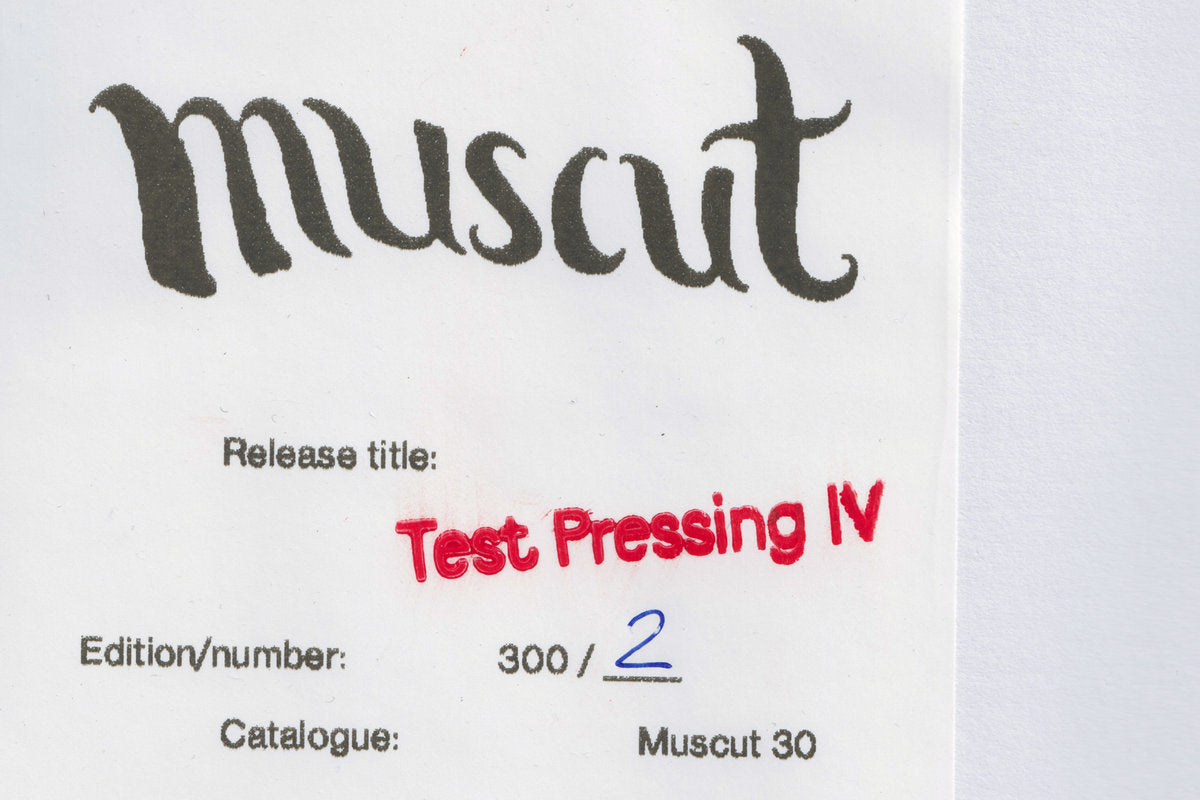 muscut
Release title:
Test Pressing IV
Edition/number: 300 / 2
Catalogue: Muscut 30